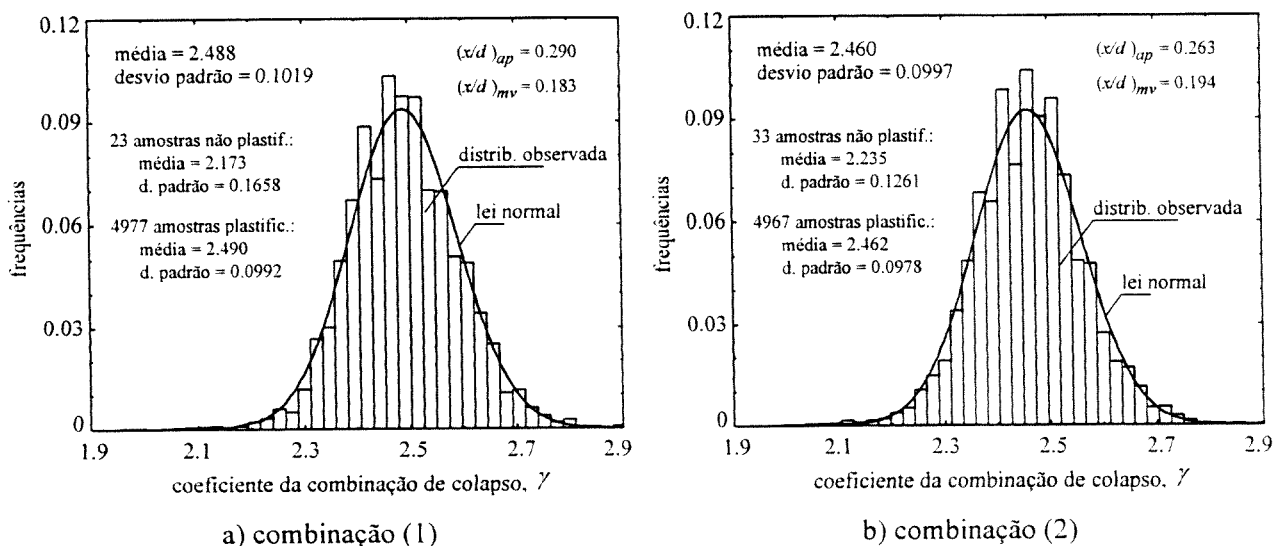 0.12
0.09
0.06
0.03
0
frequências
média = 2.488
desvio padrão = 0.1019
(x/d)ap = 0.290
(x/d)mv = 0.183
23 amostras não plastif.:
média = 2.173
d. padrão = 0.1658
4977 amostras plastific.:
média = 2.490
d. padrão = 0.0992
distrib. observada
lei normal
1.9 2.1 2.3 2.5 2.7 2.9
coeficiente da combinação de colapso, γ
a) combinação (1)
0.12
0.09
0.06
0.03
0
frequências
média = 2.460
desvio padrão = 0.0997
(x/d)ap = 0.263
(x/d)mv = 0.194
33 amostras não plastif.:
média = 2.235
d. padrão = 0.1261
4967 amostras plastific.:
média = 2.462
d. padrão = 0.0978
distrib. observada
lei normal
1.9 2.1 2.3 2.5 2.7 2.9
coeficiente da combinação de colapso, γ
b) combinação (2)